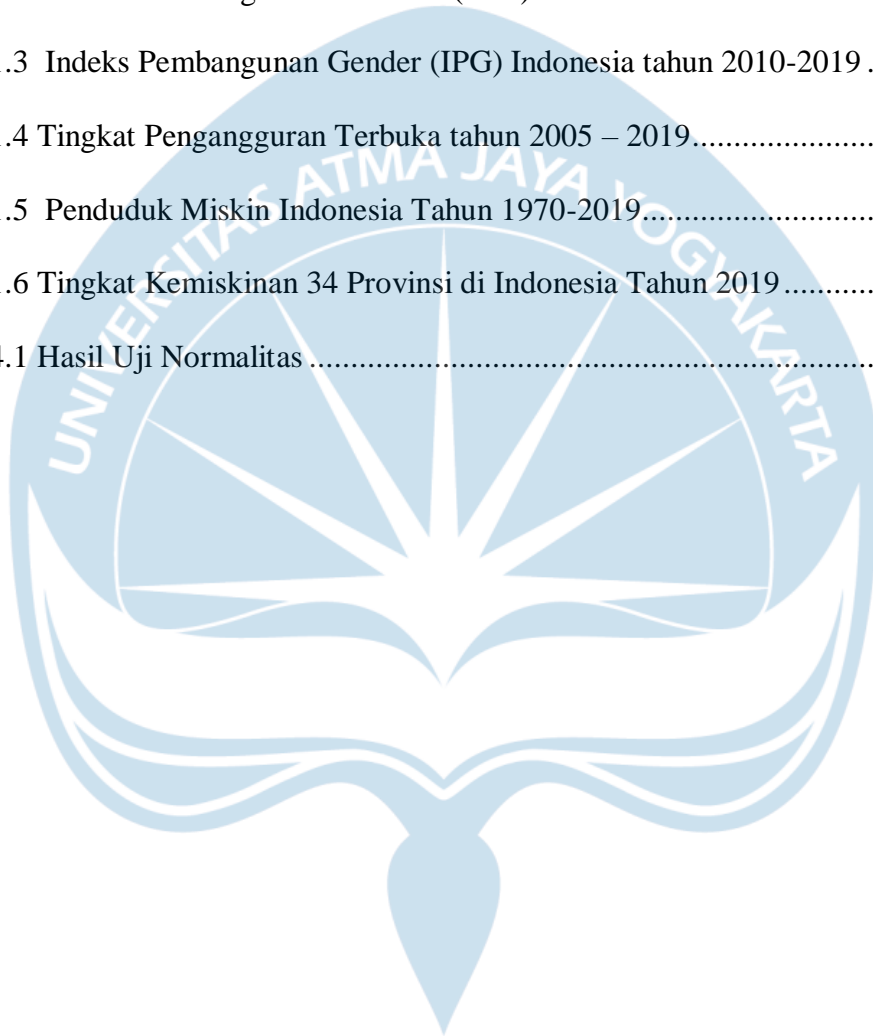 .3 Indeks Pembangunan Gender (IPG) Indonesia tahun 2010-2019 .
.4 Tingkat Pengangguran Terbuka tahun 2005 – 2019.....................
.5 Penduduk Miskin Indonesia Tahun 1970-2019...........................
.6 Tingkat Kemiskinan 34 Provinsi di Indonesia Tahun 2019 ...........
4.1 Hasil Uji Normalitas .................................................................
UNIVERSITAS ATMA JAYA YOGYAKARTA